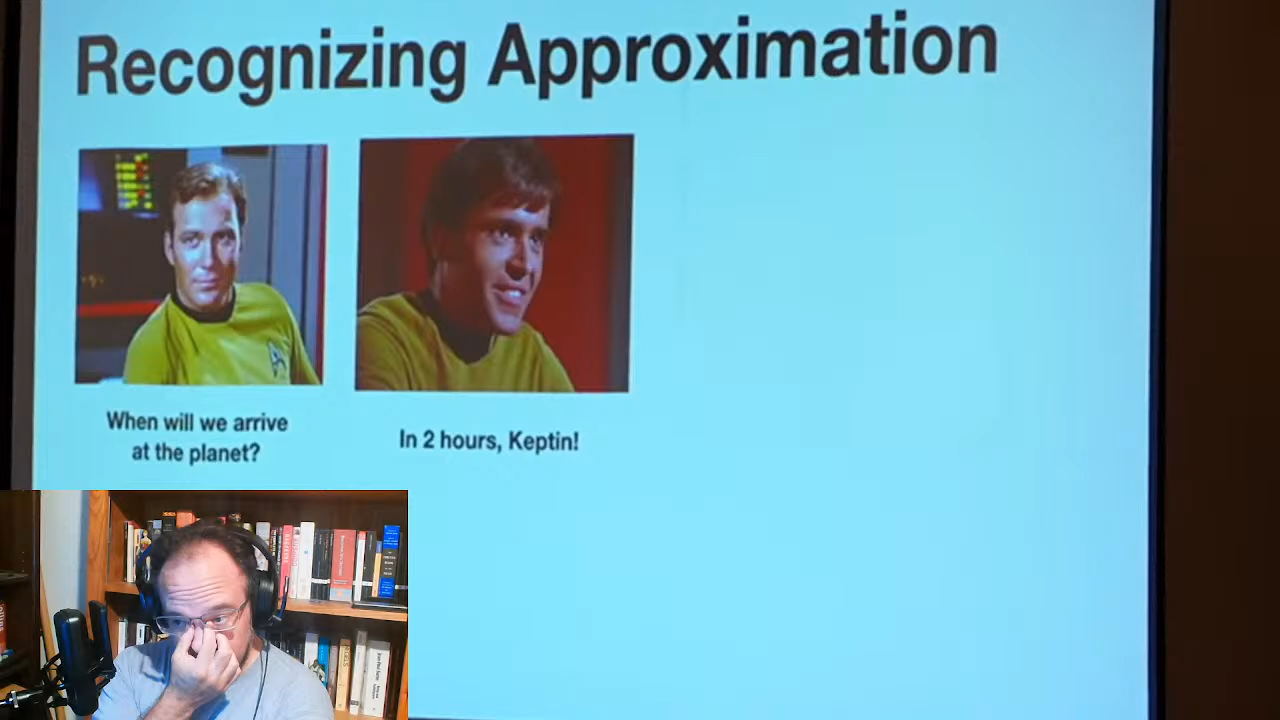 Recognizing Approximation
When will we arrive
at the planet?
In 2 hours, Keptin!